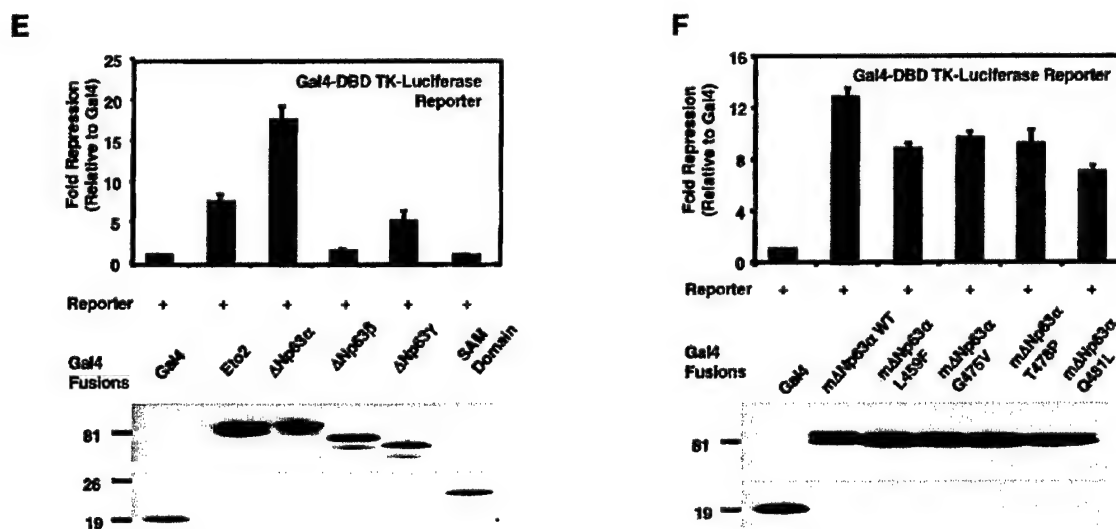 E
Fold Repression
(Relative to Gal4)
25
20
15
10
5
0
Gal4-DBD TK-Luciferase
Reporter
Reporter + + + + + +
Gal4
Fusions
Gal4
Eto2
ΔNp63α
ΔNp63β
ΔNp63γ
SAM
Domain
81
26
19
F
Fold Repression
(Relative to Gal4)
16
12
8
4
0
Gal4-DBD TK-Luciferase Reporter
Reporter + + + + + +
Gal4
Fusions
Gal4
mΔNp63α WT
mΔNp63α
L459F
mΔNp63α
G475V
mΔNp63α
T478P
mΔNp63α
Q481L
81
19